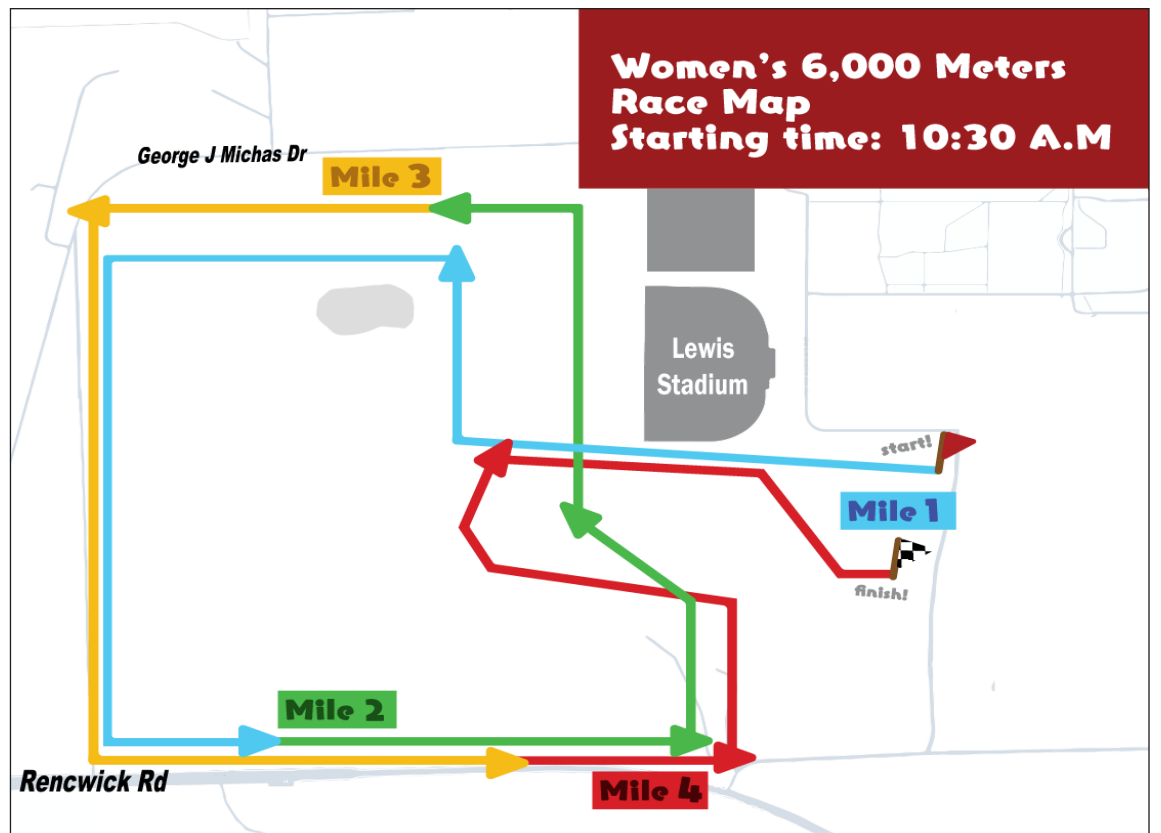 Women's 6,000 Meters
Race Map
Starting time: 10:30 A.M
George J Michas Dr
Mile 3
Lewis
Stadium
start!
Mile 1
finish!
Mile 2
Rencwick Rd
Mile 4